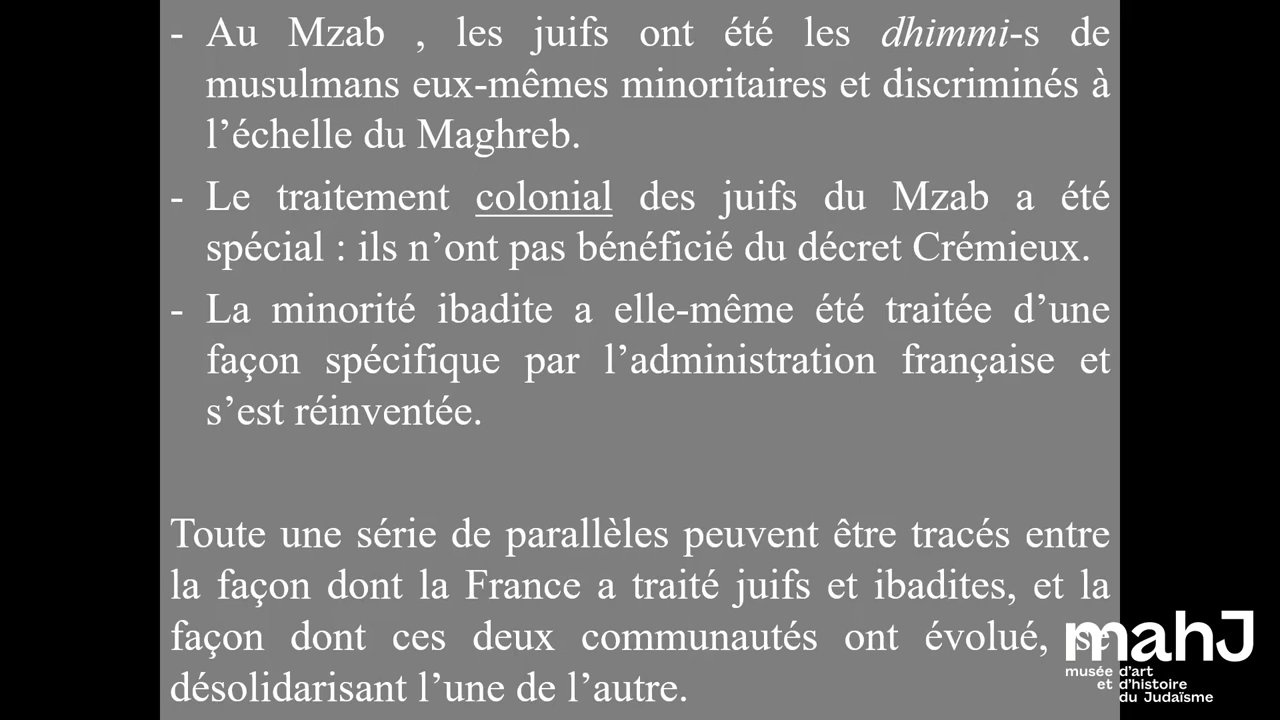 - Au Mzab , les juifs ont été les dhimmi-s de
musulmans eux-mêmes minoritaires et discriminés à
l’échelle du Maghreb.
- Le traitement colonial des juifs du Mzab a été
spécial : ils n’ont pas bénéficié du décret Crémieux.
- La minorité ibadite a elle-même été traitée d’une
façon spécifique par l’administration française et
s’est réinventée.
Toute une série de parallèles peuvent être tracés entre
la façon dont la France a traité juifs et ibadites, et la
façon dont ces deux communautés ont évolué, se
désolidarisant l’une de l’autre.
mahJ
musée d’art
et d’histoire
du Judaïsme